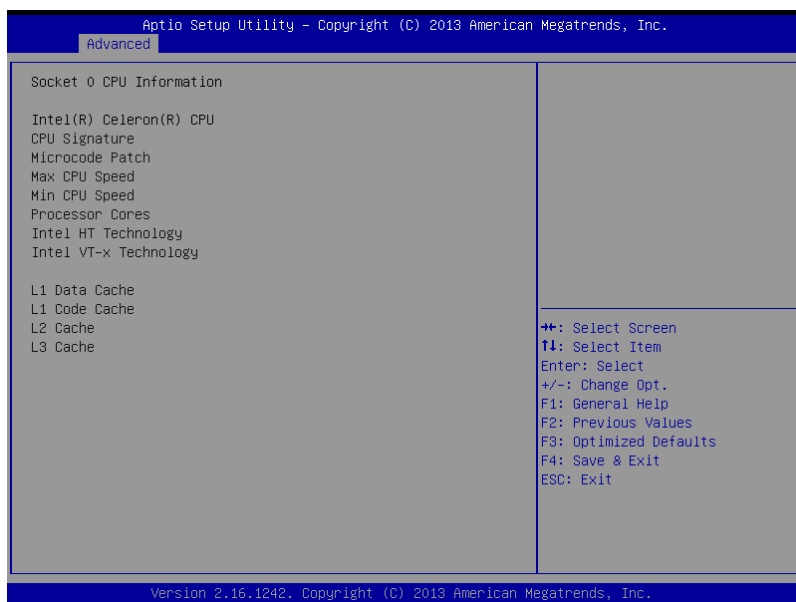 Aptio Setup Utility – Copyright (C) 2013 American Megatrends, Inc.
Advanced
Socket 0 CPU Information
Intel(R) Celeron(R) CPU
CPU Signature
Microcode Patch
Max CPU Speed
Min CPU Speed
Processor Cores
Intel HT Technology
Intel VT-x Technology
L1 Data Cache
L1 Code Cache
L2 Cache
L3 Cache
→←: Select Screen
↑↓: Select Item
Enter: Select
+/-: Change Opt.
F1: General Help
F2: Previous Values
F3: Optimized Defaults
F4: Save & Exit
ESC: Exit
Version 2.16.1242. Copyright (C) 2013 American Megatrends, Inc.